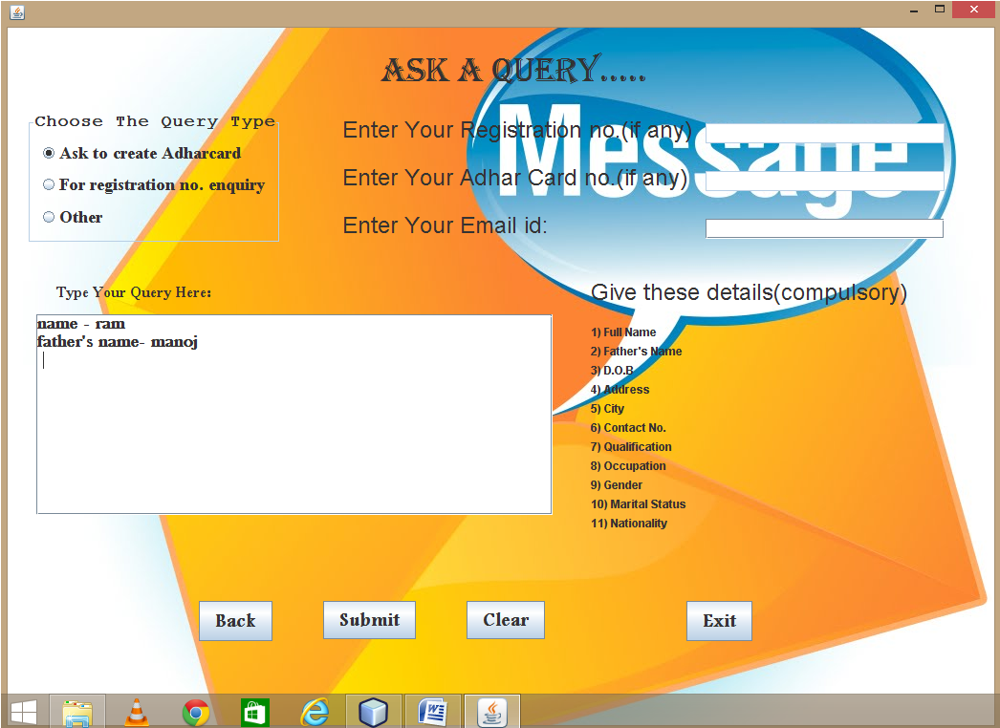 ASK A QUERY.....
Message
Choose The Query Type
Ask to create Adharcard
For registration no. enquiry
Other
Enter Your Registration no.(if any)
Enter Your Adhar Card no.(if any)
Enter Your Email id:
Type Your Query Here:
name - ram
father's name- manoj
Give these details(compulsory)
1) Full Name
2) Father's Name
3) D.O.B
4) Address
5) City
6) Contact No.
7) Qualification
8) Occupation
9) Gender
10) Marital Status
11) Nationality
Back
Submit
Clear
Exit